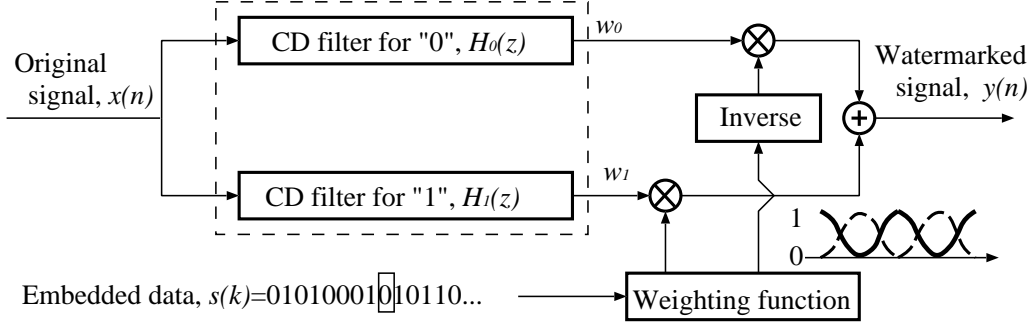 CD filter for "0", H0(z)
w0
Original
signal, x(n)
Watermarked
signal, y(n)
Inverse
CD filter for "1", H1(z)
w1
1
0
Embedded data, s(k)=01010001010110...
Weighting function